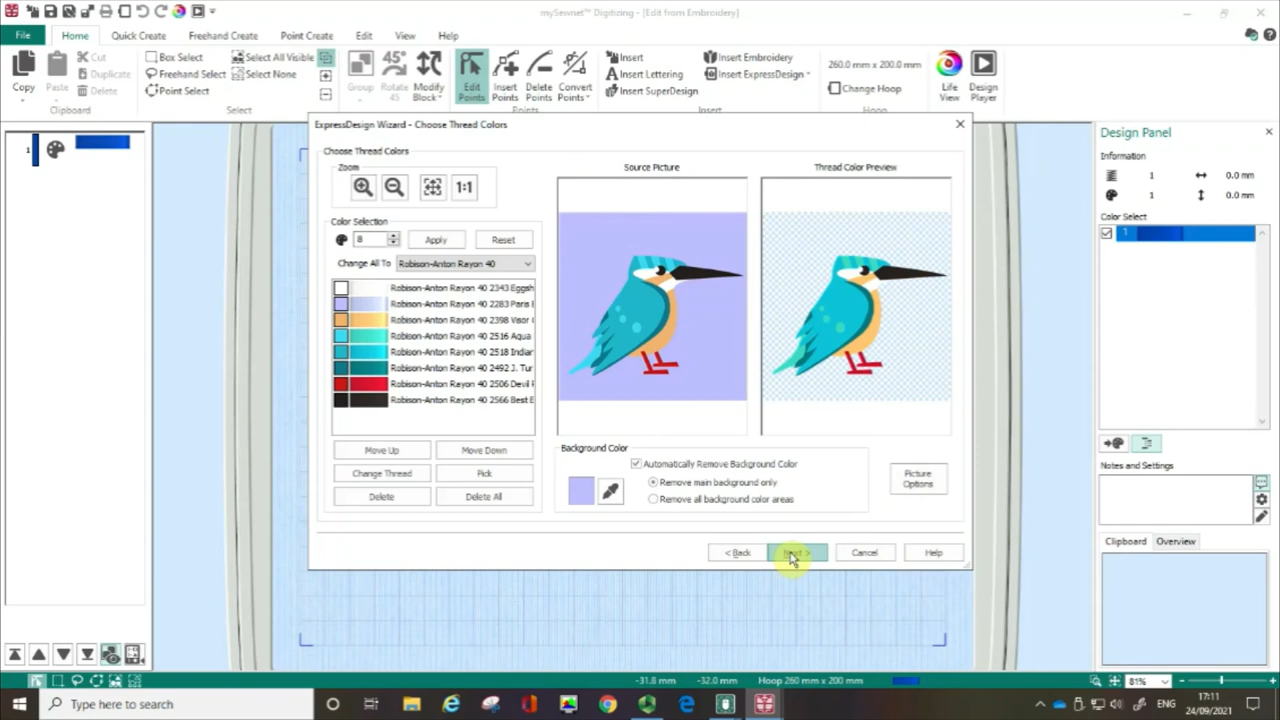 mySewnet™ Digitizing - [Edit from Embroidery]
File Home Quick Create Freehand Create Point Create Edit View Help
Copy Paste Cut Duplicate Delete
Clipboard
Box Select Freehand Select Point Select
Select All Visible Select None
Select
Group Rotate 45 Modify Block
Edit Points Insert Points Delete Points Convert Points
Points
Insert Insert Lettering Insert SuperDesign
Insert Embroidery Insert ExpressDesign
Insert
260.0 mm x 200.0 mm
Change Hoop
Hoop
Life View Design Player
1
ExpressDesign Wizard - Choose Thread Colors
Choose Thread Colors
Zoom
1:1
Color Selection
8 Apply Reset
Change All To Robison-Anton Rayon 40
Robison-Anton Rayon 40 2343 Eggsh
Robison-Anton Rayon 40 2283 Paris
Robison-Anton Rayon 40 2398 Visor
Robison-Anton Rayon 40 2516 Aqua
Robison-Anton Rayon 40 2518 Indian
Robison-Anton Rayon 40 2492 J. Tur
Robison-Anton Rayon 40 2506 Devil
Robison-Anton Rayon 40 2566 Best
Move Up Move Down
Change Thread Pick
Delete Delete All
Source Picture
Thread Color Preview
Background Color
Automatically Remove Background Color
Remove main background only
Remove all background color areas
Picture Options
< Back Next > Cancel Help
Design Panel
Information
1 0.0 mm
1 0.0 mm
Color Select
1
Notes and Settings
Clipboard Overview
-31.8 mm -32.0 mm Hoop 260 mm x 200 mm 81%
Type here to search
ENG
17:11
24/09/2021